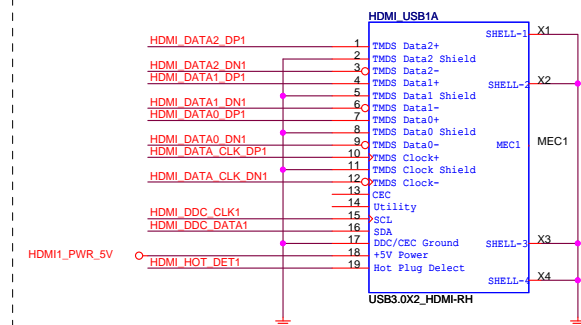 HDMI_USB1A
HDMI_DATA2_DP1 1 TMDS Data2+ SHELL-1 X1
2 TMDS Data2 Shield
HDMI_DATA2_DN1 3 TMDS Data2-
HDMI_DATA1_DP1 4 TMDS Data1+ SHELL-2 X2
5 TMDS Data1 Shield
HDMI_DATA1_DN1 6 TMDS Data1-
HDMI_DATA0_DP1 7 TMDS Data0+
8 TMDS Data0 Shield
HDMI_DATA0_DN1 9 TMDS Data0- MEC1 MEC1
HDMI_DATA_CLK_DP1 10 TMDS Clock+
11 TMDS Clock Shield
HDMI_DATA_CLK_DN1 12 TMDS Clock-
13 CEC
14 Utility
HDMI_DDC_CLK1 15 SCL
HDMI_DDC_DATA1 16 SDA
17 DDC/CEC Ground SHELL-3 X3
HDMI1_PWR_5V 18 +5V Power
HDMI_HOT_DET1 19 Hot Plug Delect
SHELL-4 X4
USB3.0X2_HDMI-RH